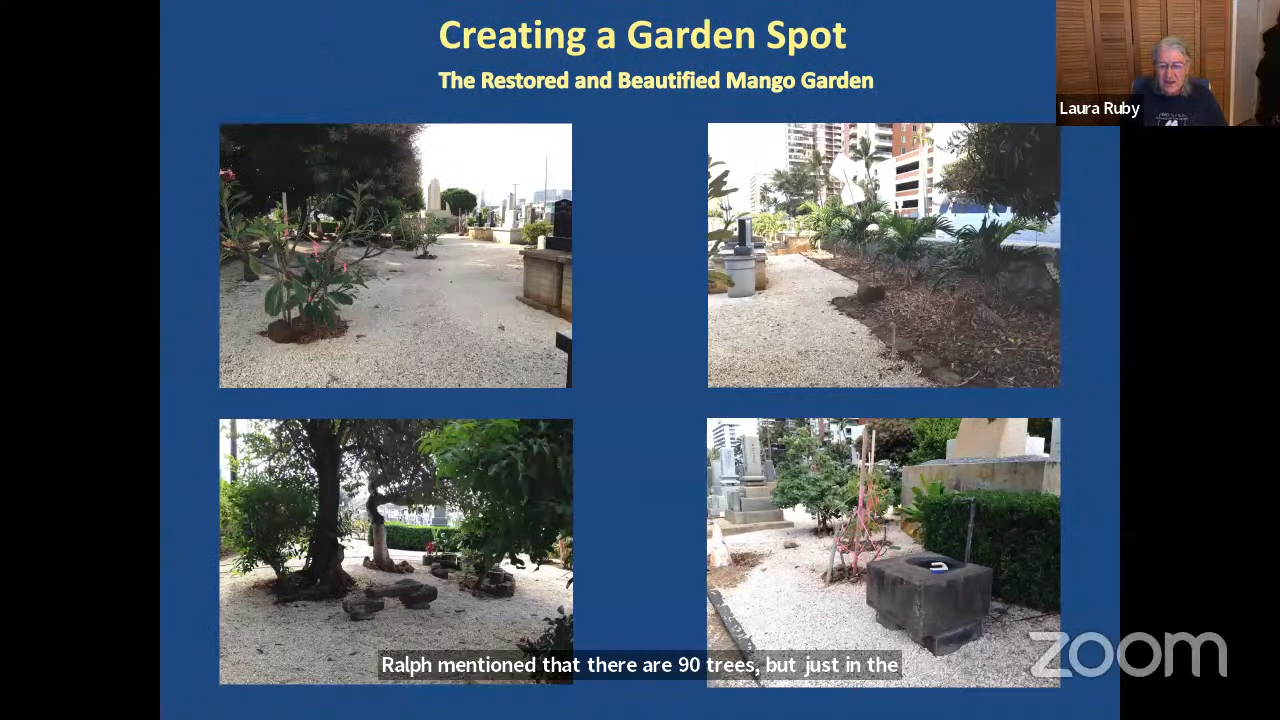 Creating a Garden Spot
The Restored and Beautified Mango Garden
Laura Ruby
Ralph mentioned that there are 90 trees, but just in the
zoom